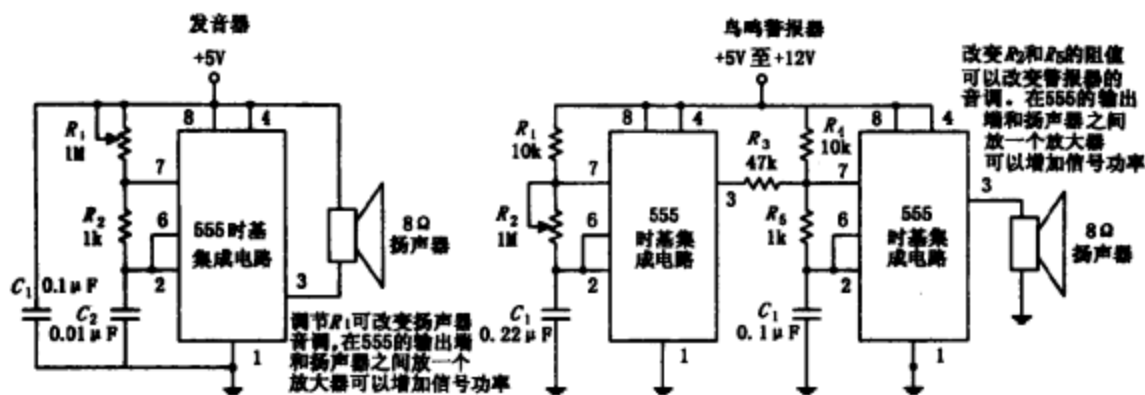 发音器
+5V
R1
1M
R2
1k
8
4
7
6
2
3
1
555时基
集成电路
8Ω
扬声器
C1 0.1μF
C2
0.01μF
调节R1可改变扬声器
音调,在555的输出端
和扬声器之间放一个
放大器可以增加信号功率
鸟鸣警报器
+5V 至 +12V
R1
10k
R2
1M
8
4
7
6
2
3
1
555
时基集
成电路
C1
0.22μF
R3
47k
R4
10k
R5
1k
8
4
7
6
2
3
1
555
时基集
成电路
C1
0.1μF
8Ω
扬声器
改变R2和R5的阻值
可以改变警报器的
音调。在555的输出
端和扬声器之间
放一个放大器
可以增加信号功率